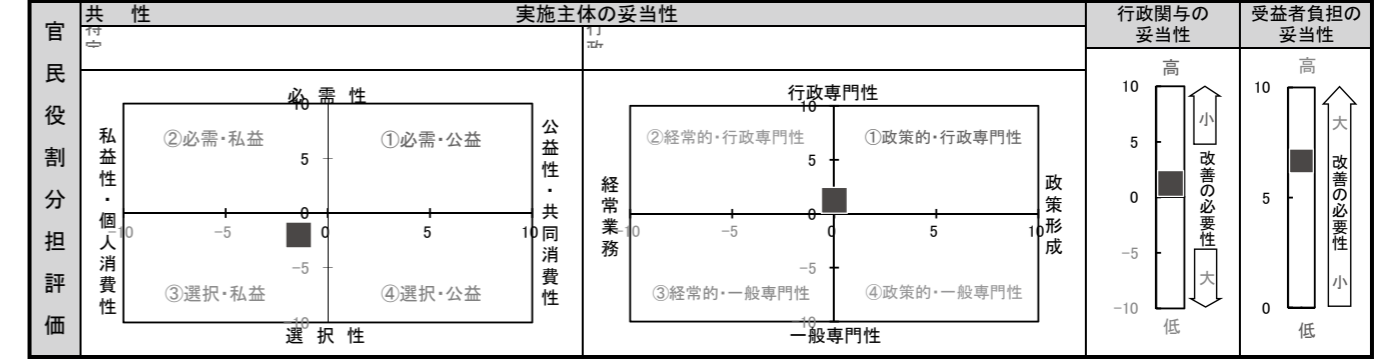 官民役割分担評価
共 性
実施主体の妥当性
行政関与の
妥当性
受益者負担の
妥当性
必 需 性
私益性・個人消費性
②必需・私益
①必需・公益
③選択・私益
④選択・公益
公益性・共同消費性
10
5
0
-5
-10
-10
-5
0
5
10
選 択 性
行政専門性
経常業務
②経常的・行政専門性
①政策的・行政専門性
③経常的・一般専門性
④政策的・一般専門性
政策形成
10
5
0
-5
-10
-10
-5
0
5
10
一般専門性
高
10
5
0
-5
-10
低
小
改善の必要性
大
高
10
5
0
低
大
改善の必要性
小